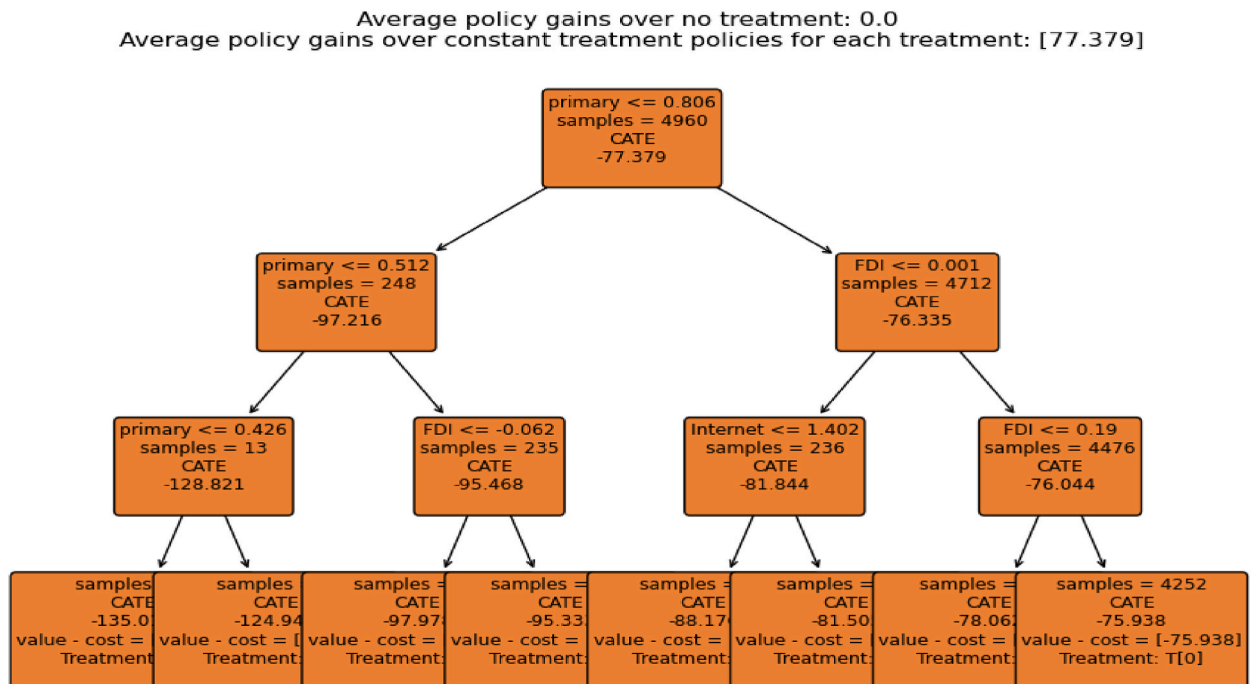 Average policy gains over no treatment: 0.0
Average policy gains over constant treatment policies for each treatment: [77.379]
primary <= 0.806
samples = 4960
CATE
-77.379
primary <= 0.512
samples = 248
CATE
-97.216
FDI <= 0.001
samples = 4712
CATE
-76.335
primary <= 0.426
samples = 13
CATE
-128.821
FDI <= -0.062
samples = 235
CATE
-95.468
Internet <= 1.402
samples = 236
CATE
-81.844
FDI <= 0.19
samples = 4476
CATE
-76.044
samples
CATE
value - cost =
Treatment
samples
CATE
-124.94
value - cost = [
Treatment:
samples =
CATE
value - cost =
Treatment:
samples =
CATE
value - cost =
Treatment:
samples =
CATE
value - cost =
Treatment:
samples =
CATE
value - cost =
Treatment:
samples =
CATE
value - cost =
Treatment:
samples = 4252
CATE
-75.938
value - cost = [-75.938]
Treatment: T[0]